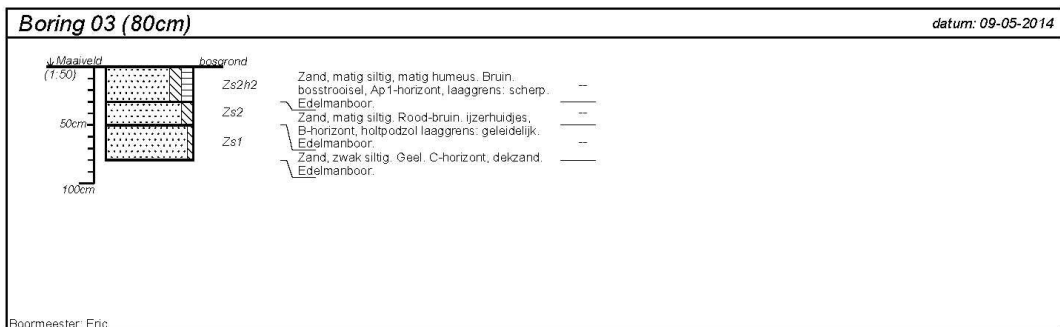 Boring 03 (80cm)
datum: 09-05-2014
↓ Maaiveld
bosgrond
(1:50)
Zs2h2
Zand, matig siltig, matig humeus. Bruin.
bosstrooisel, Ap1-horizont, laaggrens: scherp.
Edelmanboor.
--
Zs2
Zand, matig siltig. Rood-bruin. ijzerhuidjes,
B-horizont, holtpodzol laaggrens: geleidelijk.
Edelmanboor.
--
50cm
Zs1
Zand, zwak siltig. Geel. C-horizont, dekzand.
Edelmanboor.
--
100cm
Boormeester: Eric